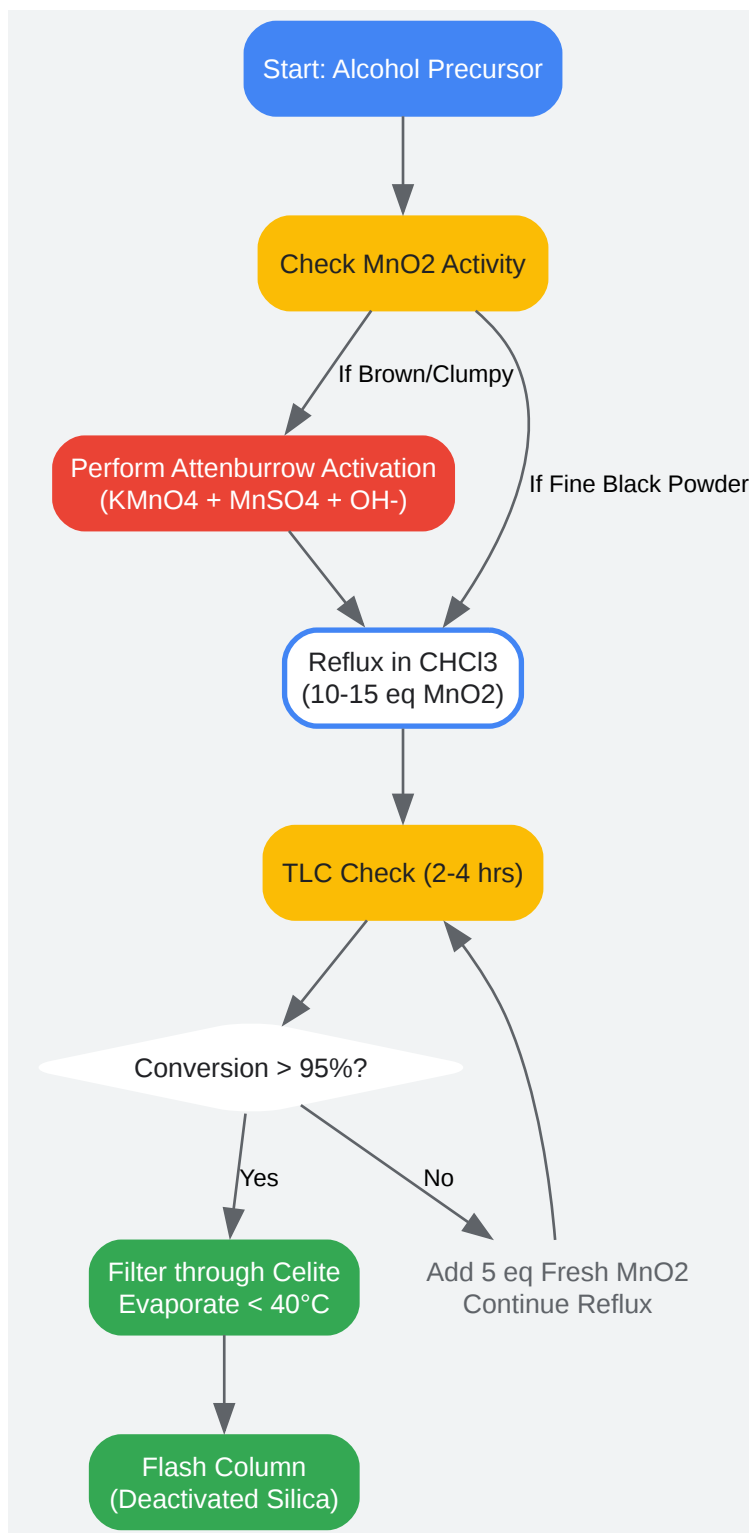 Start: Alcohol Precursor
Check MnO2 Activity
If Brown/Clumpy
Perform Attenburrow Activation
(KMnO4 + MnSO4 + OH-)
If Fine Black Powder
Reflux in CHCl3
(10-15 eq MnO2)
TLC Check (2-4 hrs)
Conversion > 95%?
Yes
No
Filter through Celite
Evaporate < 40°C
Add 5 eq Fresh MnO2
Continue Reflux
Flash Column
(Deactivated Silica)